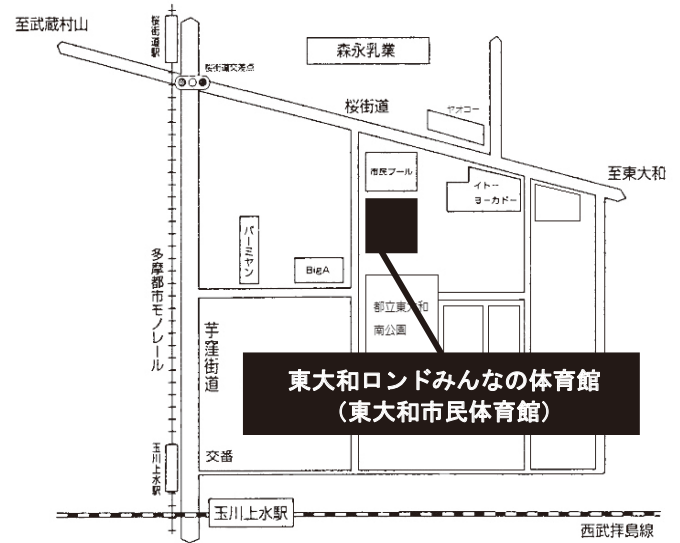 至武蔵村山
桜街道駅
森永乳業
桜街道交差点
桜街道
ヤオコー
市民プール
イトー
ヨーカドー
至東大和
バーミヤン
BigA
多摩都市モノレール
都立東大和
南公園
芋窪街道
東大和ロンドみんなの体育館
(東大和市民体育館)
交番
玉川上水駅
玉川上水駅
西武拝島線